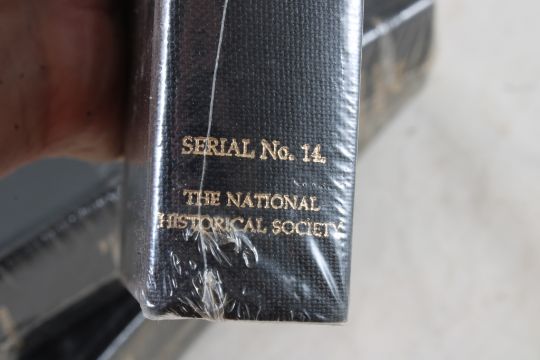 SERIAL No. 14.
THE NATIONAL
HISTORICAL SOCIETY